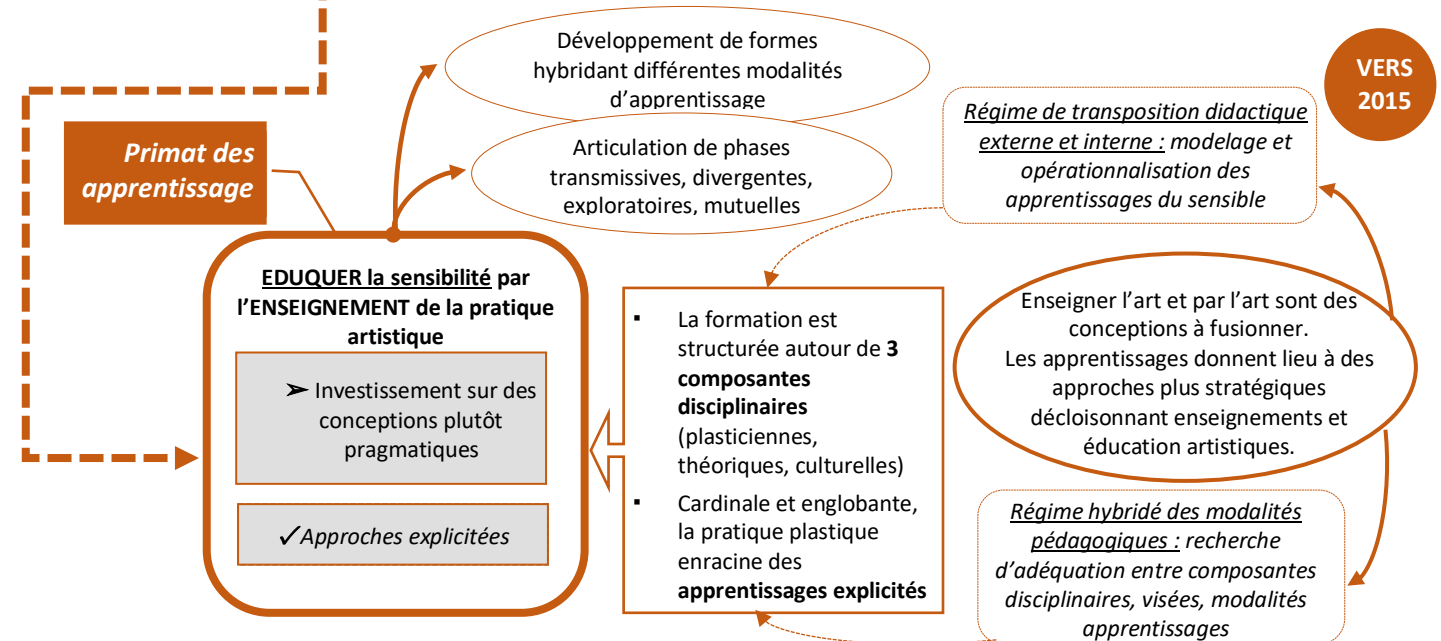 Développement de formes
hybridant différentes modalités
d’apprentissage
Articulation de phases
transmissives, divergentes,
exploratoires, mutuelles
VERS
2015
Primat des
apprentissage
Régime de transposition didactique
externe et interne : modelage et
opérationnalisation des
apprentissages du sensible
EDUQUER la sensibilité par
l’ENSEIGNEMENT de la pratique
artistique
➢ Investissement sur des
conceptions plutôt
pragmatiques
✓Approches explicitées
▪ La formation est
structurée autour de 3
composantes
disciplinaires
(plasticiennes,
théoriques, culturelles)
▪ Cardinale et englobante,
la pratique plastique
enracine des
apprentissages explicités
Enseigner l’art et par l’art sont des
conceptions à fusionner.
Les apprentissages donnent lieu à des
approches plus stratégiques
décloisonnant enseignements et
éducation artistiques.
Régime hybridé des modalités
pédagogiques : recherche
d’adéquation entre composantes
disciplinaires, visées, modalités
apprentissages